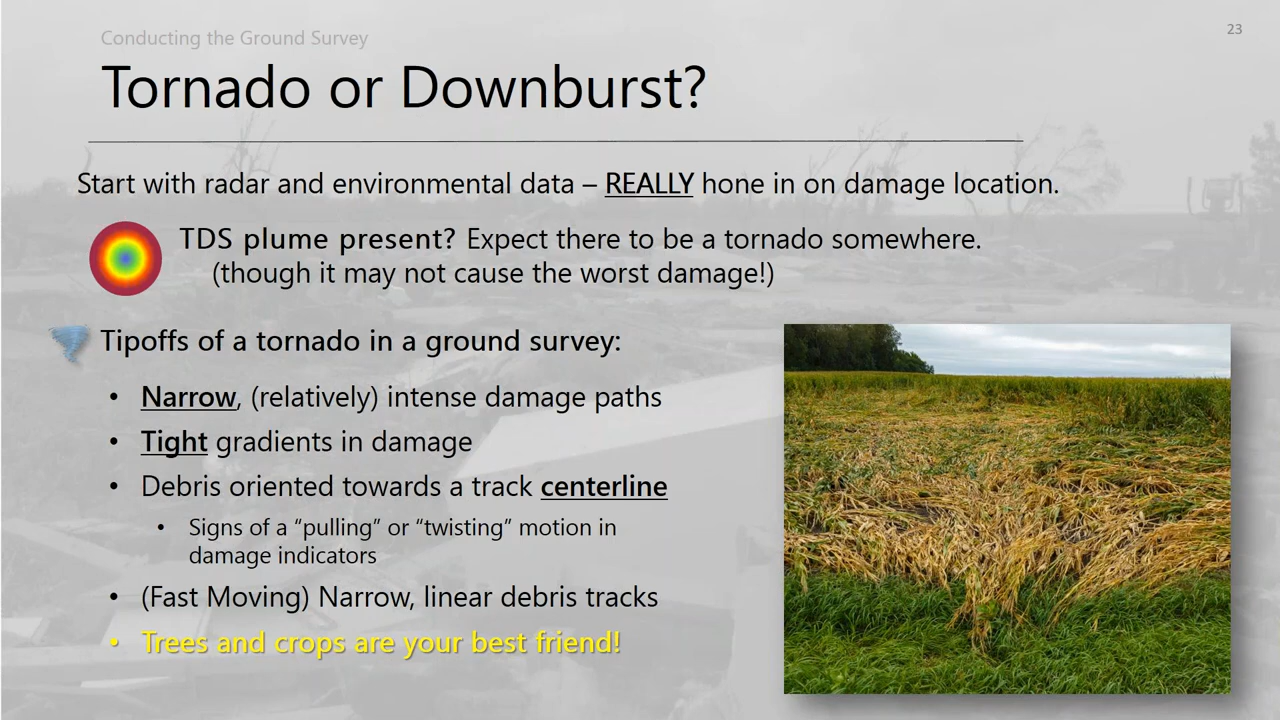 Conducting the Ground Survey
23
Tornado or Downburst?
Start with radar and environmental data – REALLY hone in on damage location.
TDS plume present? Expect there to be a tornado somewhere.
(though it may not cause the worst damage!)
Tipoffs of a tornado in a ground survey:
• Narrow, (relatively) intense damage paths
• Tight gradients in damage
• Debris oriented towards a track centerline
• Signs of a “pulling” or “twisting” motion in
damage indicators
• (Fast Moving) Narrow, linear debris tracks
• Trees and crops are your best friend!